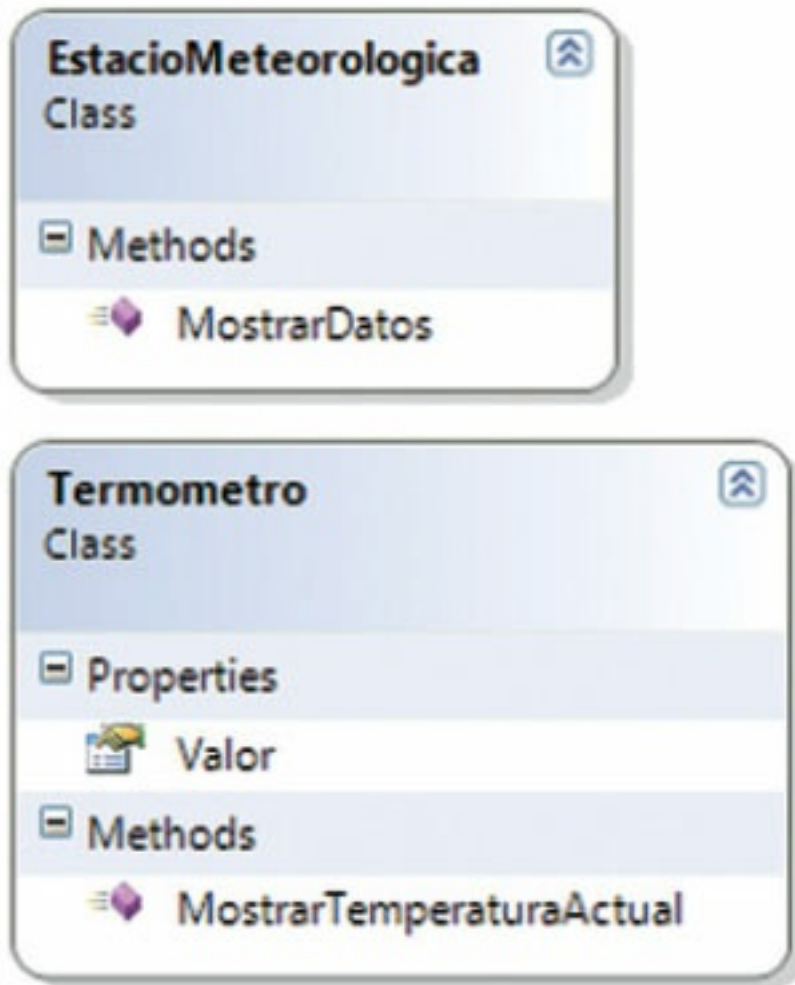 EstacioMeteorologica
Class
Methods
MostrarDatos
Termometro
Class
Properties
Valor
Methods
MostrarTemperaturaActual